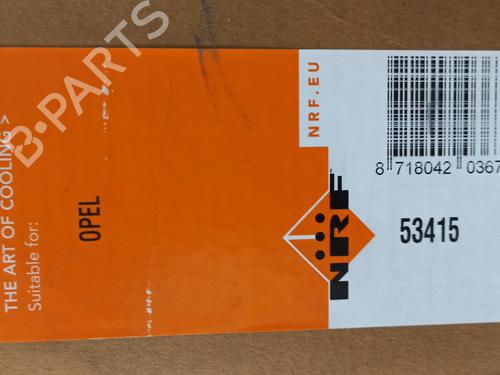 THE ART OF COOLING >
Suitable for:
OPEL
NRF.EU
NRF
8 718042 0367
53415
B-PARTS